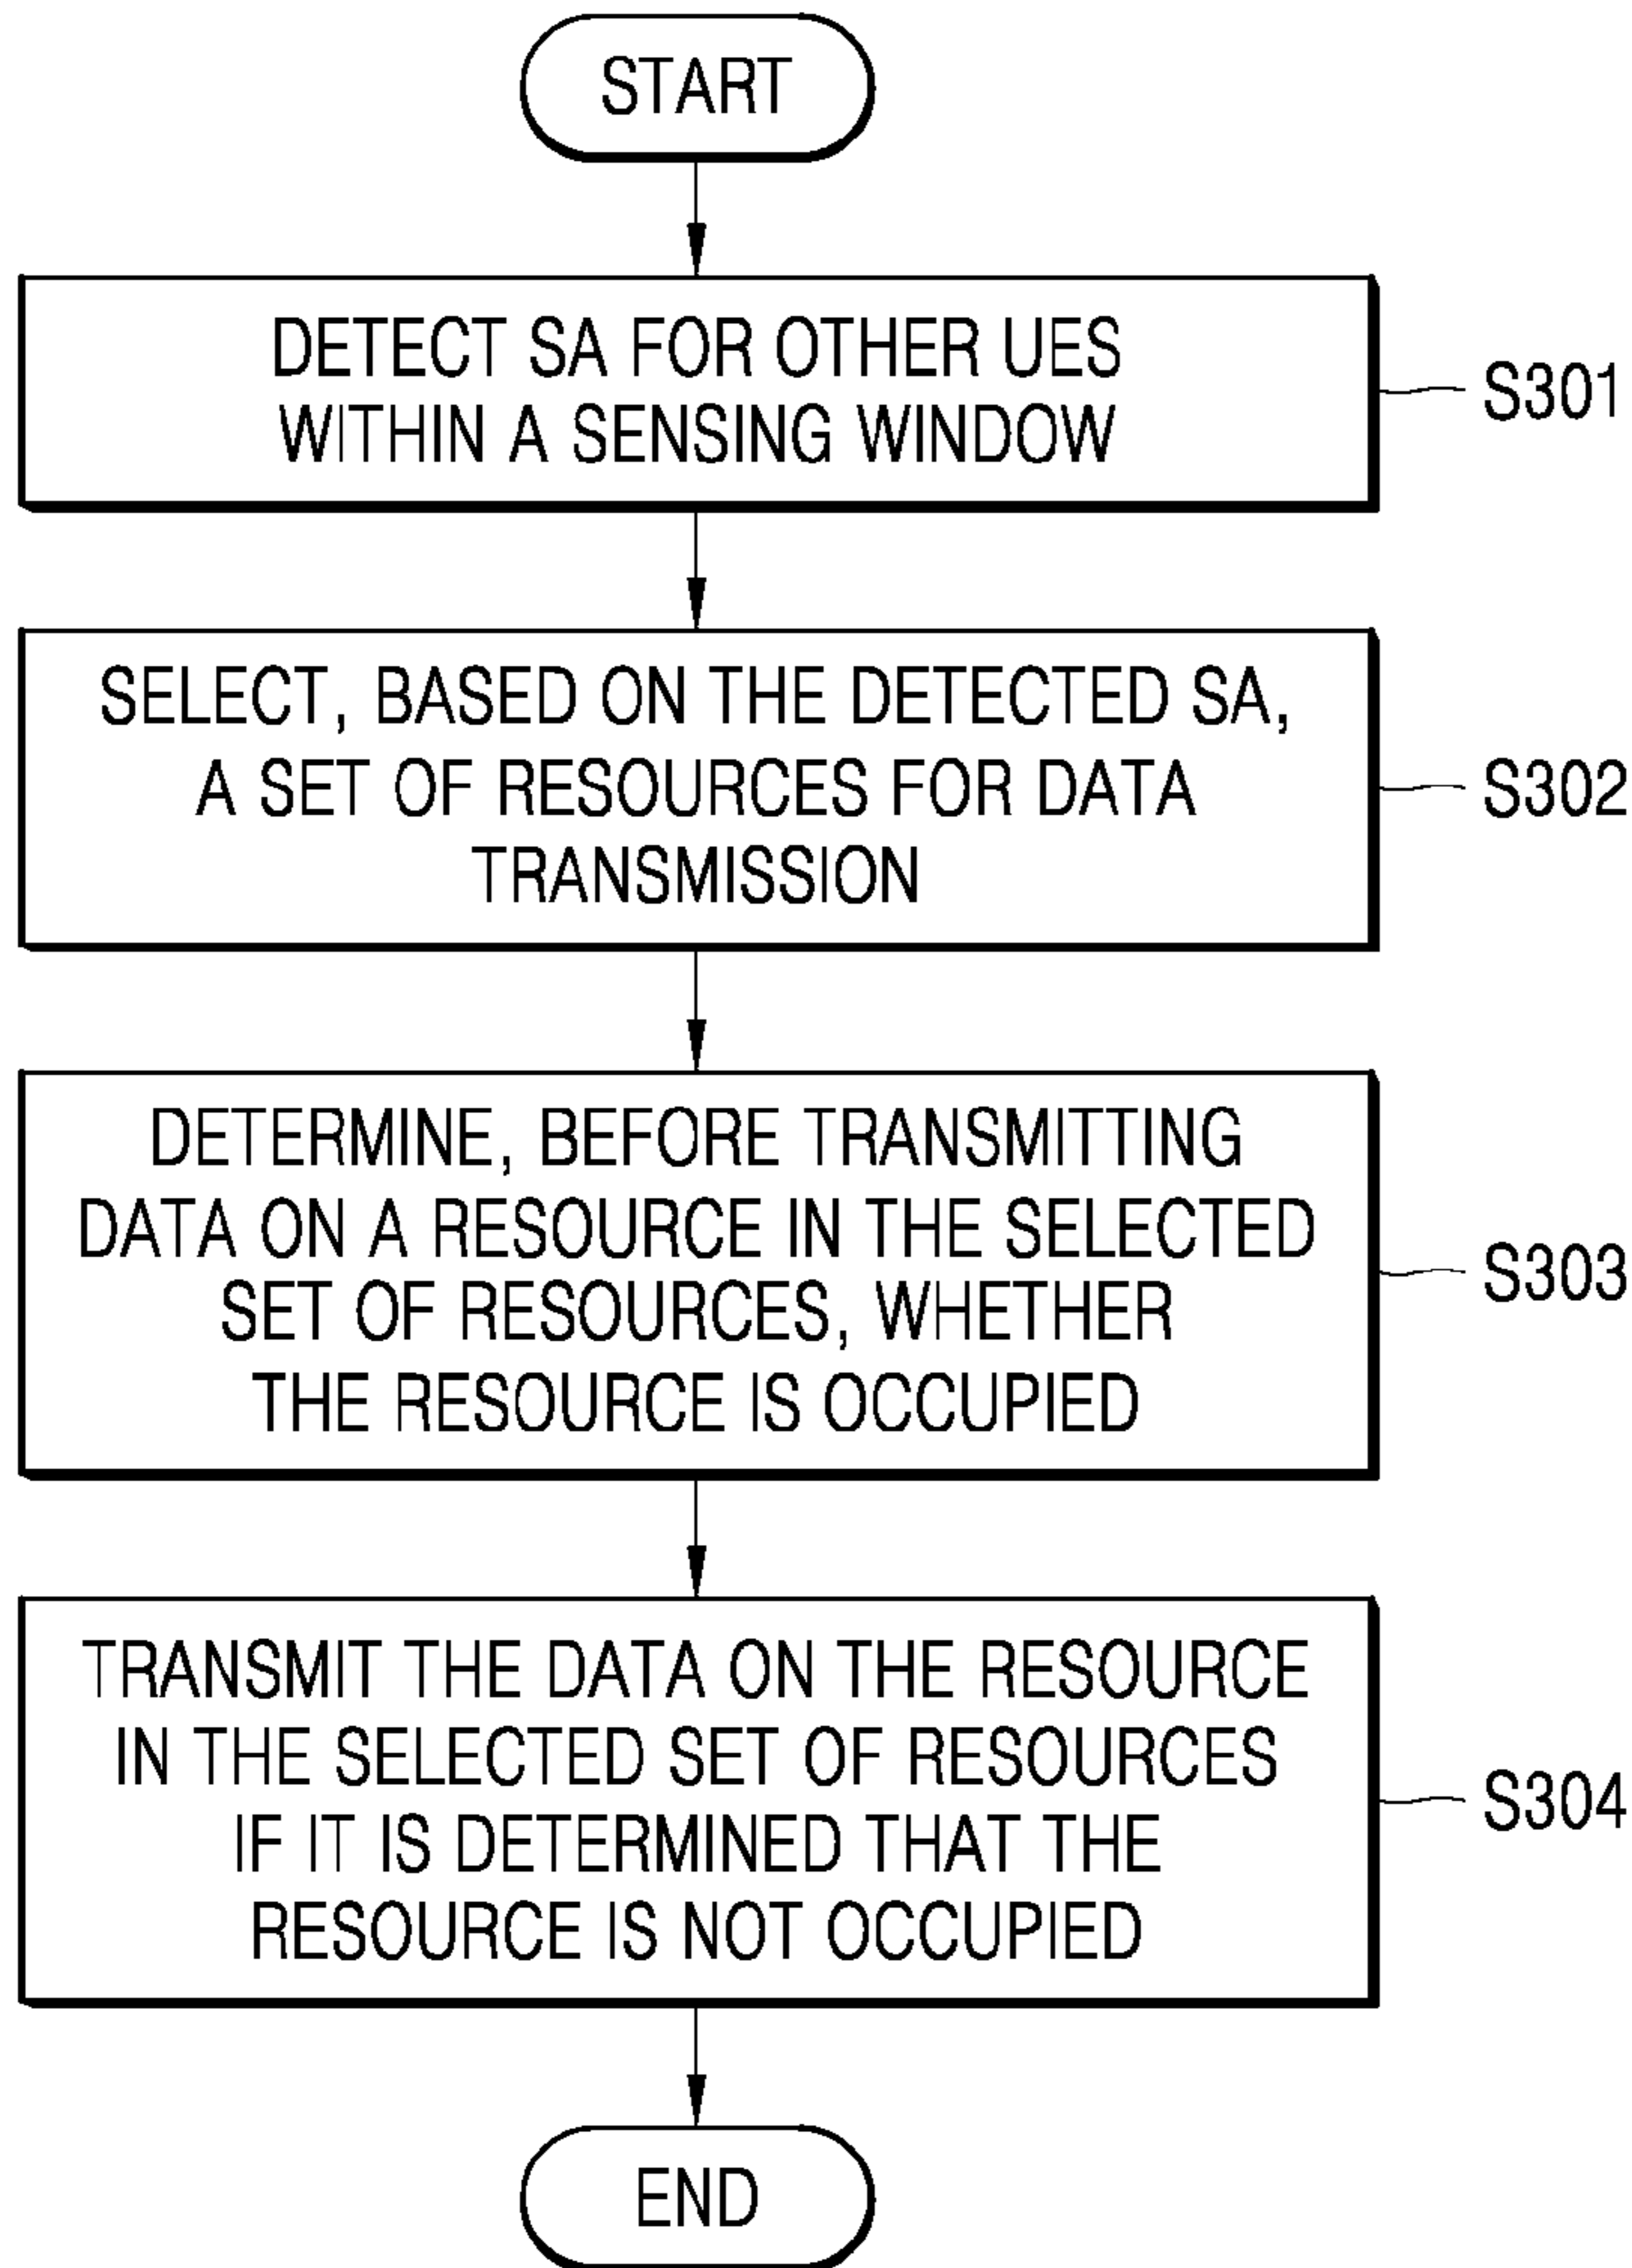 START
DETECT SA FOR OTHER UES
WITHIN A SENSING WINDOW
S301
SELECT, BASED ON THE DETECTED SA,
A SET OF RESOURCES FOR DATA
TRANSMISSION
S302
DETERMINE, BEFORE TRANSMITTING
DATA ON A RESOURCE IN THE SELECTED
SET OF RESOURCES, WHETHER
THE RESOURCE IS OCCUPIED
S303
TRANSMIT THE DATA ON THE RESOURCE
IN THE SELECTED SET OF RESOURCES
IF IT IS DETERMINED THAT THE
RESOURCE IS NOT OCCUPIED
S304
END